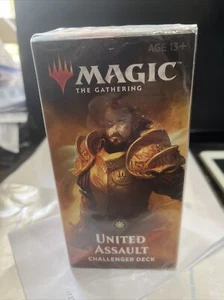 AGE 13+
MAGIC
THE GATHERING
UNITED
ASSAULT
CHALLENGER DECK